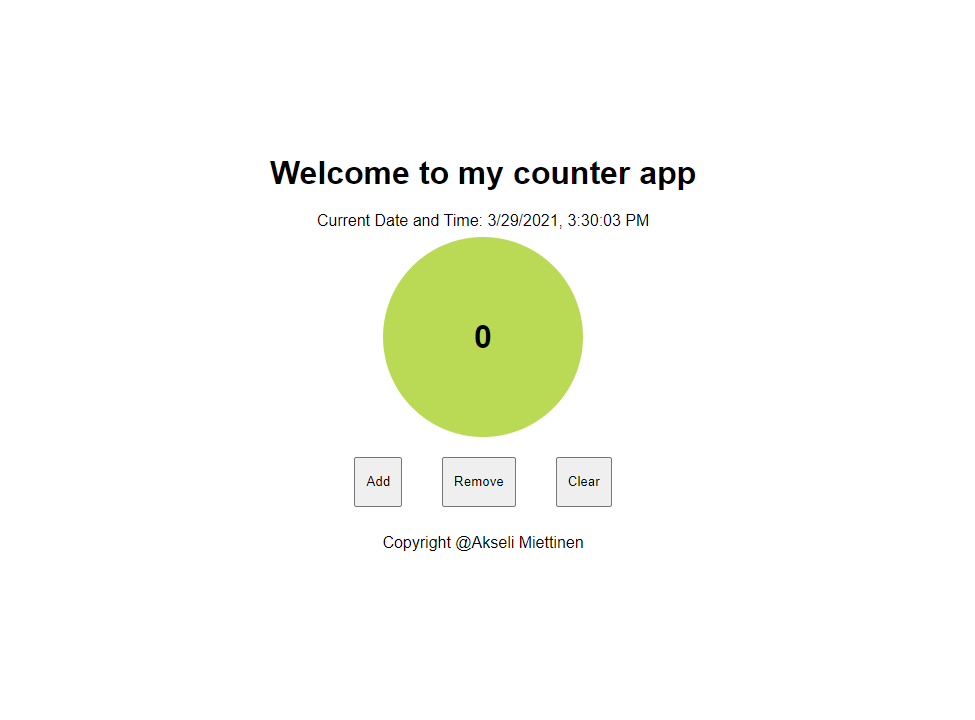 Welcome to my counter app
Current Date and Time: 3/29/2021, 3:30:03 PM
0
Add Remove Clear
Copyright @Akseli Miettinen